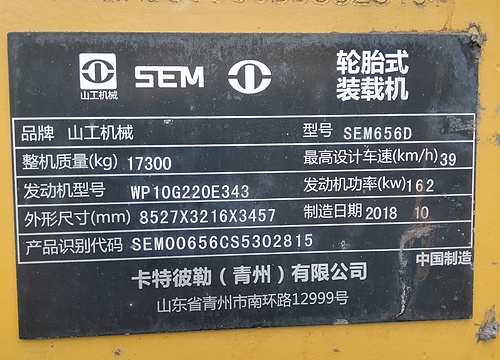 山工机械 SEM 轮胎式
装载机
品牌 山工机械 型号 SEM656D
整机质量(kg) 17300 最高设计车速(km/h) 39
发动机型号 WP10G220E343 发动机功率(kw) 162
外形尺寸(mm) 8527X3216X3457 制造日期 2018 10
产品识别代码 SEM00656CS5302815
中国制造
卡特彼勒（青州）有限公司
山东省青州市南环路12999号